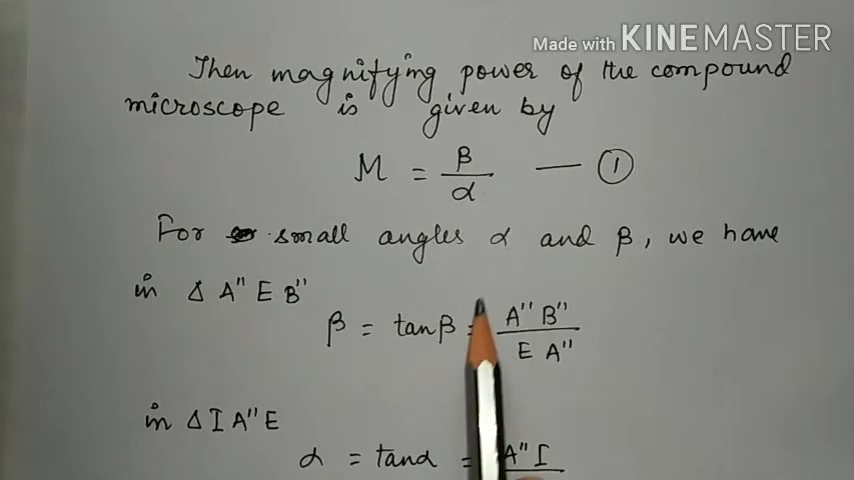 Made with KINEMASTER
Then magnifying power of the compound
microscope is given by
M = β/α — ①
For small angles α and β, we have
in Δ A" E B"
β = tanβ = A" B" / E A"
in Δ I A" E
α = tanα = A" I